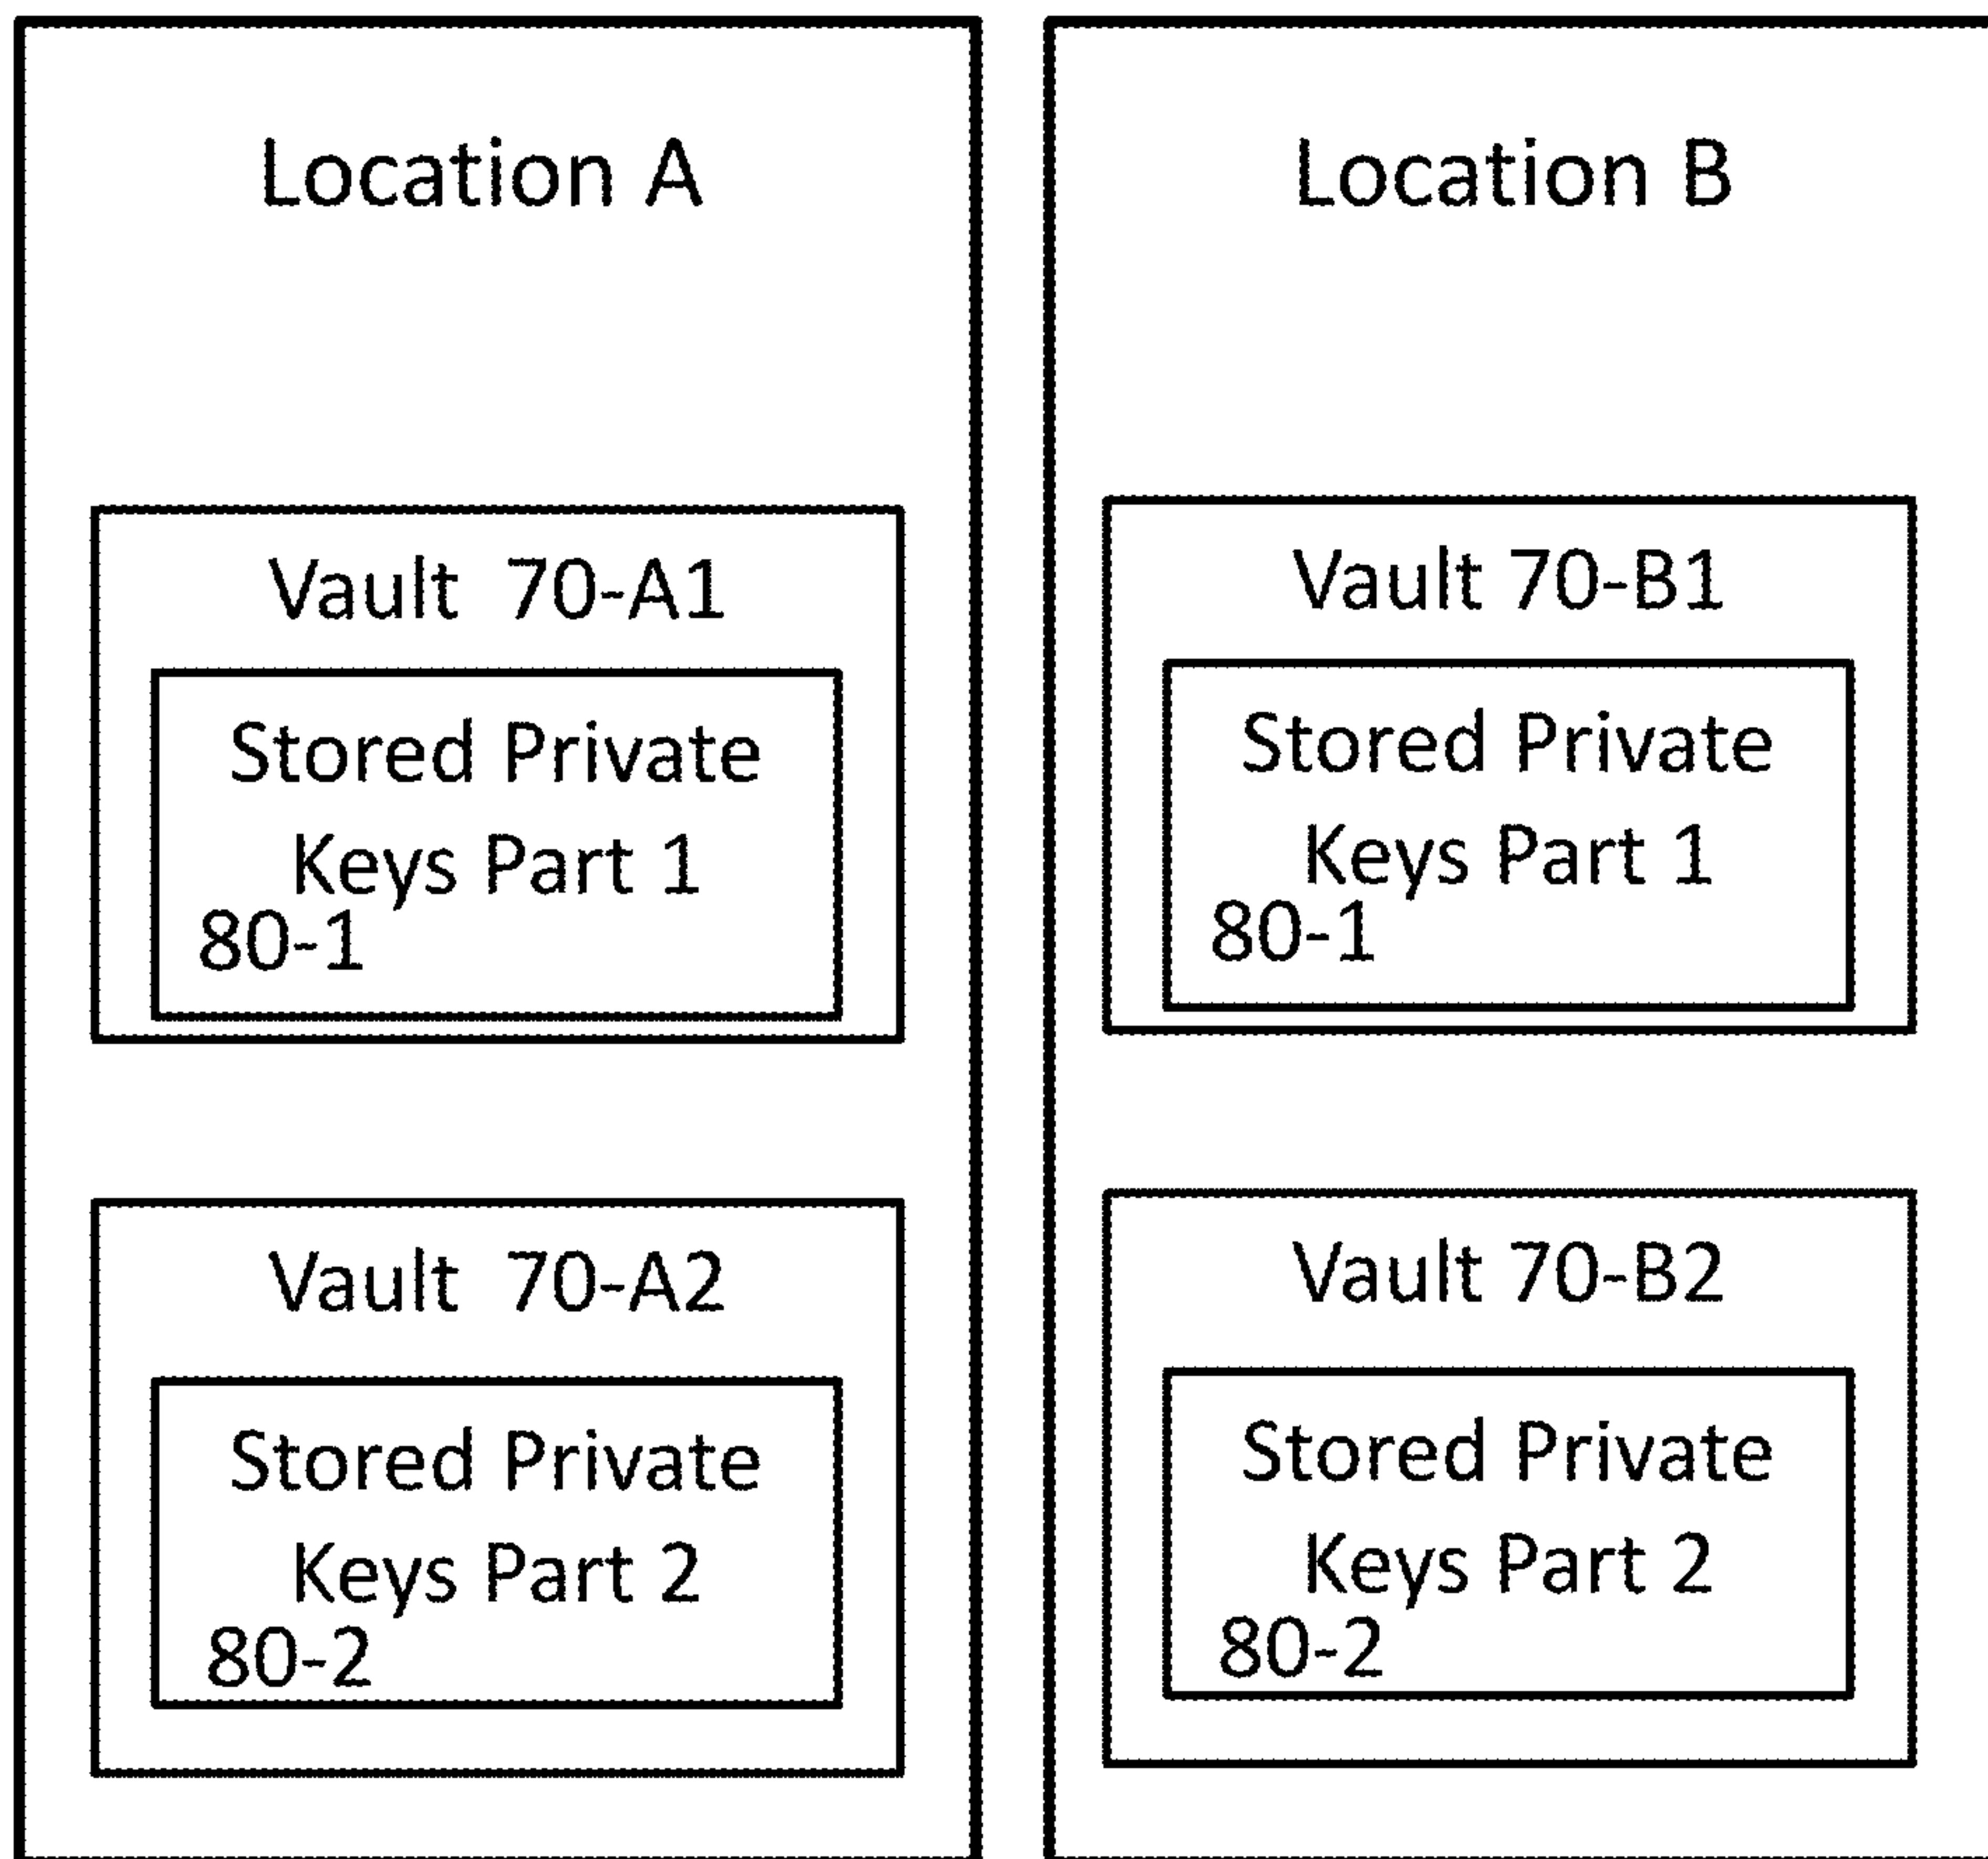 Location A
Vault 70-A1
Stored Private
Keys Part 1
80-1
Vault 70-A2
Stored Private
Keys Part 2
80-2
Location B
Vault 70-B1
Stored Private
Keys Part 1
80-1
Vault 70-B2
Stored Private
Keys Part 2
80-2